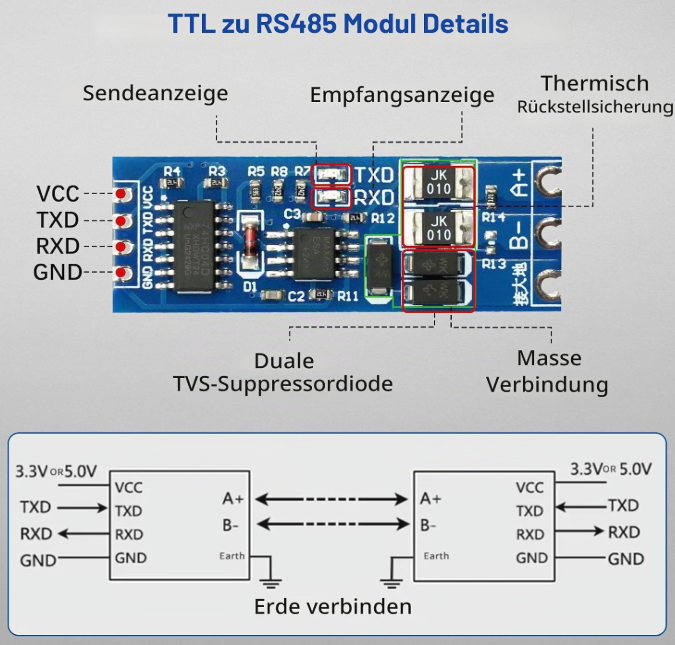 TTL zu RS485 Modul Details
Sendeanzeige
Empfangsanzeige
Thermisch
Rückstellsicherung
VCC
TXD
RXD
GND
VCC
TXD
RXD
GND
R4
R3
R5
R8
R7
TXD
RXD
C3
R12
D1
C2
R11
JK
010
JK
010
R14
R13
A+
B-
接大地
Duale
TVS-Suppressordiode
Masse
Verbindung
3.3V OR 5.0V
TXD
RXD
GND
VCC
TXD
RXD
GND
A+
B-
Earth
A+
B-
Earth
VCC
TXD
RXD
GND
3.3V OR 5.0V
TXD
RXD
GND
Erde verbinden